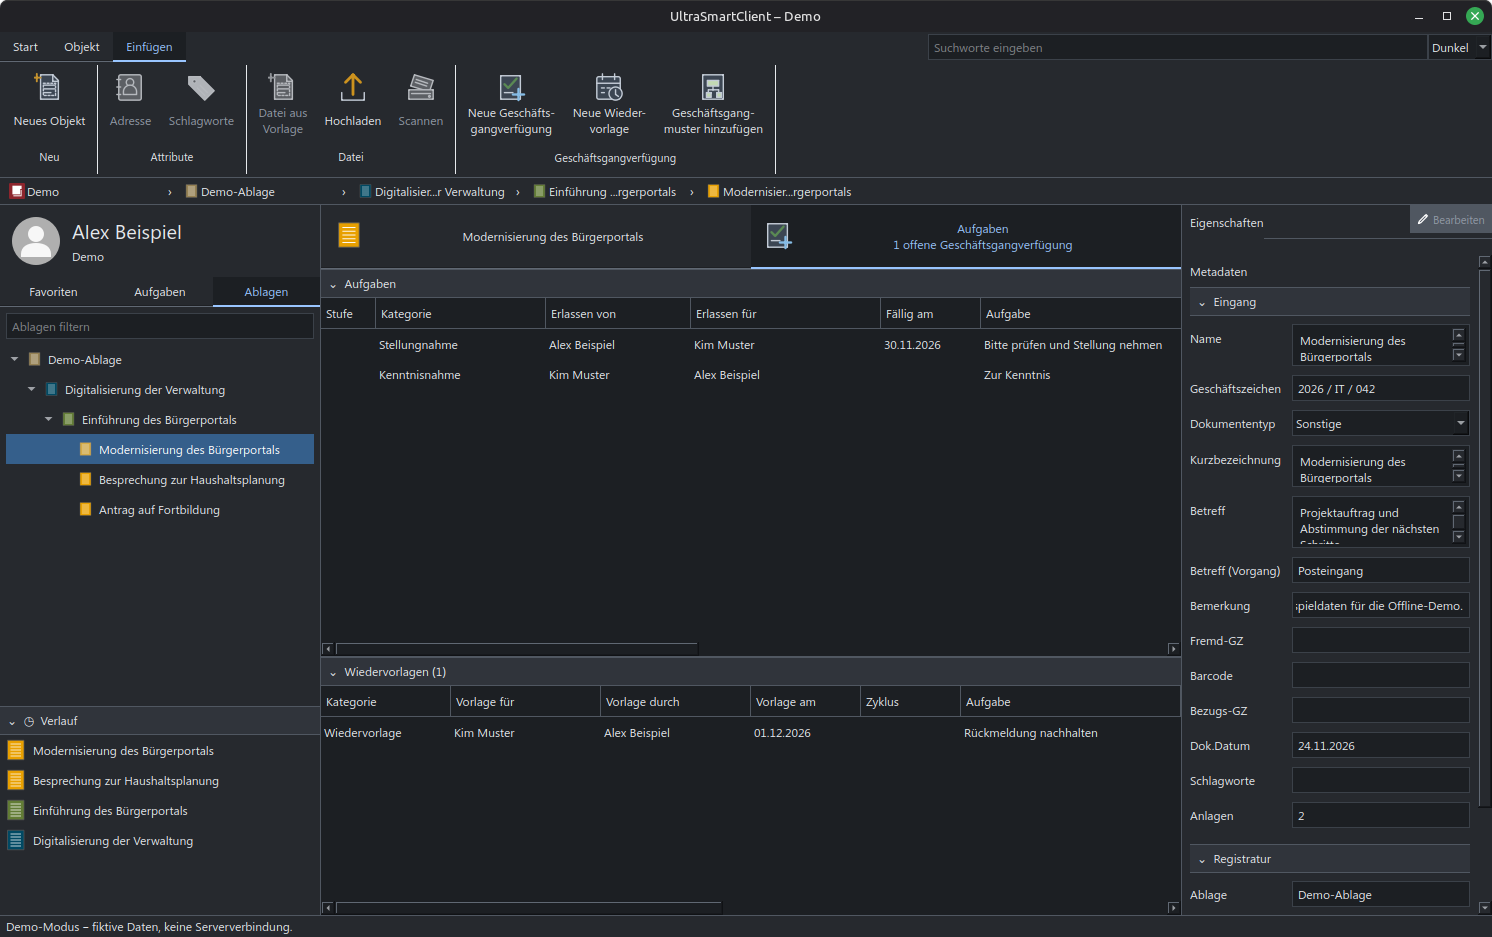 UltraSmartClient – Demo
Start Objekt Einfügen
Suchworte eingeben
Dunkel
Neues Objekt
Neu
Adresse Schlagworte
Attribute
Datei aus
Vorlage
Hochladen Scannen
Datei
Neue Geschäfts-
gangverfügung
Neue Wieder-
vorlage
Geschäftsgang-
muster hinzufügen
Geschäftsgangverfügung
Demo › Demo-Ablage › Digitalisier...r Verwaltung › Einführung ...rgerportals › Modernisier...rgerportals
Alex Beispiel
Demo
Favoriten Aufgaben Ablagen
Ablagen filtern
Demo-Ablage
Digitalisierung der Verwaltung
Einführung des Bürgerportals
Modernisierung des Bürgerportals
Besprechung zur Haushaltsplanung
Antrag auf Fortbildung
Verlauf
Modernisierung des Bürgerportals
Besprechung zur Haushaltsplanung
Einführung des Bürgerportals
Digitalisierung der Verwaltung
Modernisierung des Bürgerportals
Aufgaben
1 offene Geschäftsgangverfügung
Aufgaben
Stufe Kategorie Erlassen von Erlassen für Fällig am Aufgabe
Stellungnahme Alex Beispiel Kim Muster 30.11.2026 Bitte prüfen und Stellung nehmen
Kenntnisnahme Kim Muster Alex Beispiel Zur Kenntnis
Wiedervorlagen (1)
Kategorie Vorlage für Vorlage durch Vorlage am Zyklus Aufgabe
Wiedervorlage Kim Muster Alex Beispiel 01.12.2026 Rückmeldung nachhalten
Eigenschaften
Bearbeiten
Metadaten
Eingang
Name Modernisierung des
Bürgerportals
Geschäftszeichen 2026 / IT / 042
Dokumententyp Sonstige
Kurzbezeichnung Modernisierung des
Bürgerportals
Betreff Projektauftrag und
Abstimmung der nächsten
Schritte
Betreff (Vorgang) Posteingang
Bemerkung spieldaten für die Offline-Demo.
Fremd-GZ
Barcode
Bezugs-GZ
Dok.Datum 24.11.2026
Schlagworte
Anlagen 2
Registratur
Ablage Demo-Ablage
Demo-Modus – fiktive Daten, keine Serververbindung.